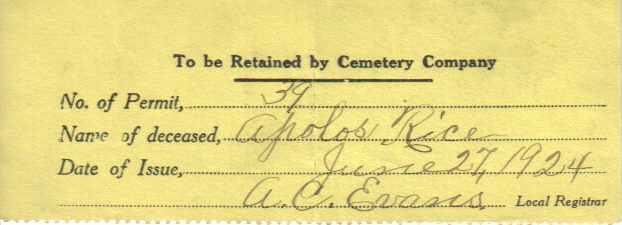 To be Retained by Cemetery Company
No. of Permit, 39
Name of deceased, Apolos Rice
Date of Issue, June 27, 1924
A. C. Evans Local Registrar